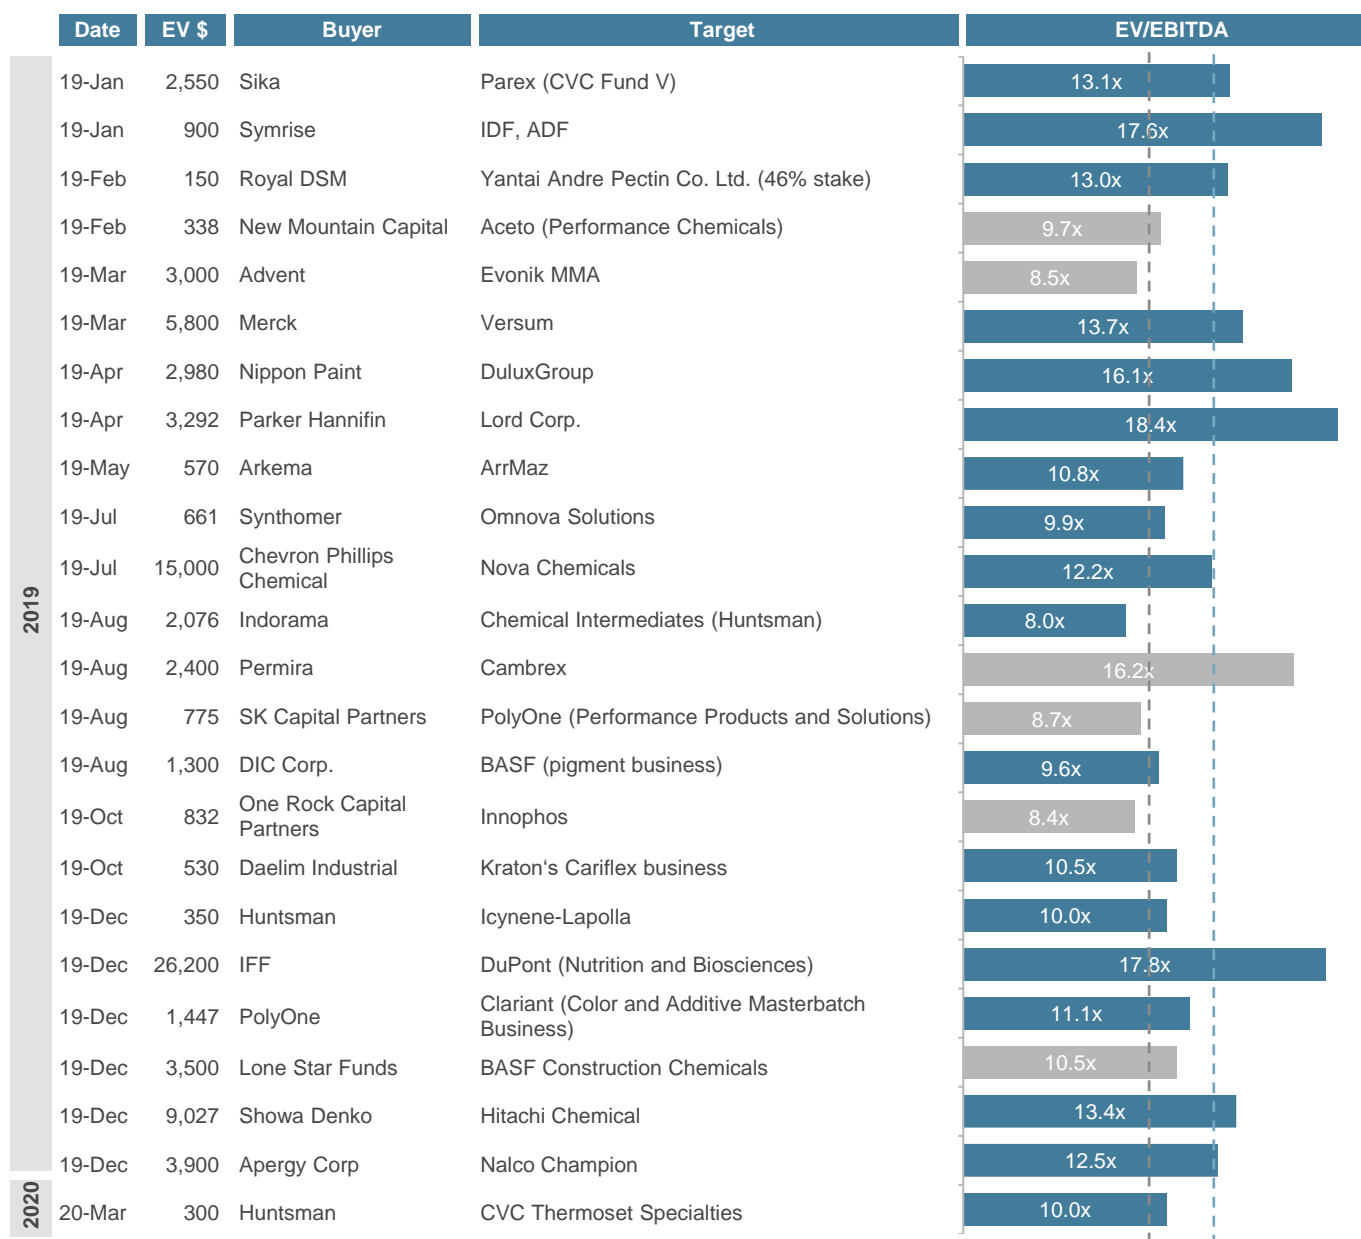 Date EV $ Buyer Target EV/EBITDA
2019
19-Jan 2,550 Sika Parex (CVC Fund V) 13.1x
19-Jan 900 Symrise IDF, ADF 17.6x
19-Feb 150 Royal DSM Yantai Andre Pectin Co. Ltd. (46% stake) 13.0x
19-Feb 338 New Mountain Capital Aceto (Performance Chemicals) 9.7x
19-Mar 3,000 Advent Evonik MMA 8.5x
19-Mar 5,800 Merck Versum 13.7x
19-Apr 2,980 Nippon Paint DuluxGroup 16.1x
19-Apr 3,292 Parker Hannifin Lord Corp. 18.4x
19-May 570 Arkema ArrMaz 10.8x
19-Jul 661 Synthomer Omnova Solutions 9.9x
19-Jul 15,000 Chevron Phillips
Chemical Nova Chemicals 12.2x
19-Aug 2,076 Indorama Chemical Intermediates (Huntsman) 8.0x
19-Aug 2,400 Permira Cambrex 16.2x
19-Aug 775 SK Capital Partners PolyOne (Performance Products and Solutions) 8.7x
19-Aug 1,300 DIC Corp. BASF (pigment business) 9.6x
19-Oct 832 One Rock Capital
Partners Innophos 8.4x
19-Oct 530 Daelim Industrial Kraton‘s Cariflex business 10.5x
19-Dec 350 Huntsman Icynene-Lapolla 10.0x
19-Dec 26,200 IFF DuPont (Nutrition and Biosciences) 17.8x
19-Dec 1,447 PolyOne Clariant (Color and Additive Masterbatch
Business) 11.1x
19-Dec 3,500 Lone Star Funds BASF Construction Chemicals 10.5x
19-Dec 9,027 Showa Denko Hitachi Chemical 13.4x
19-Dec 3,900 Apergy Corp Nalco Champion 12.5x
2020
20-Mar 300 Huntsman CVC Thermoset Specialties 10.0x